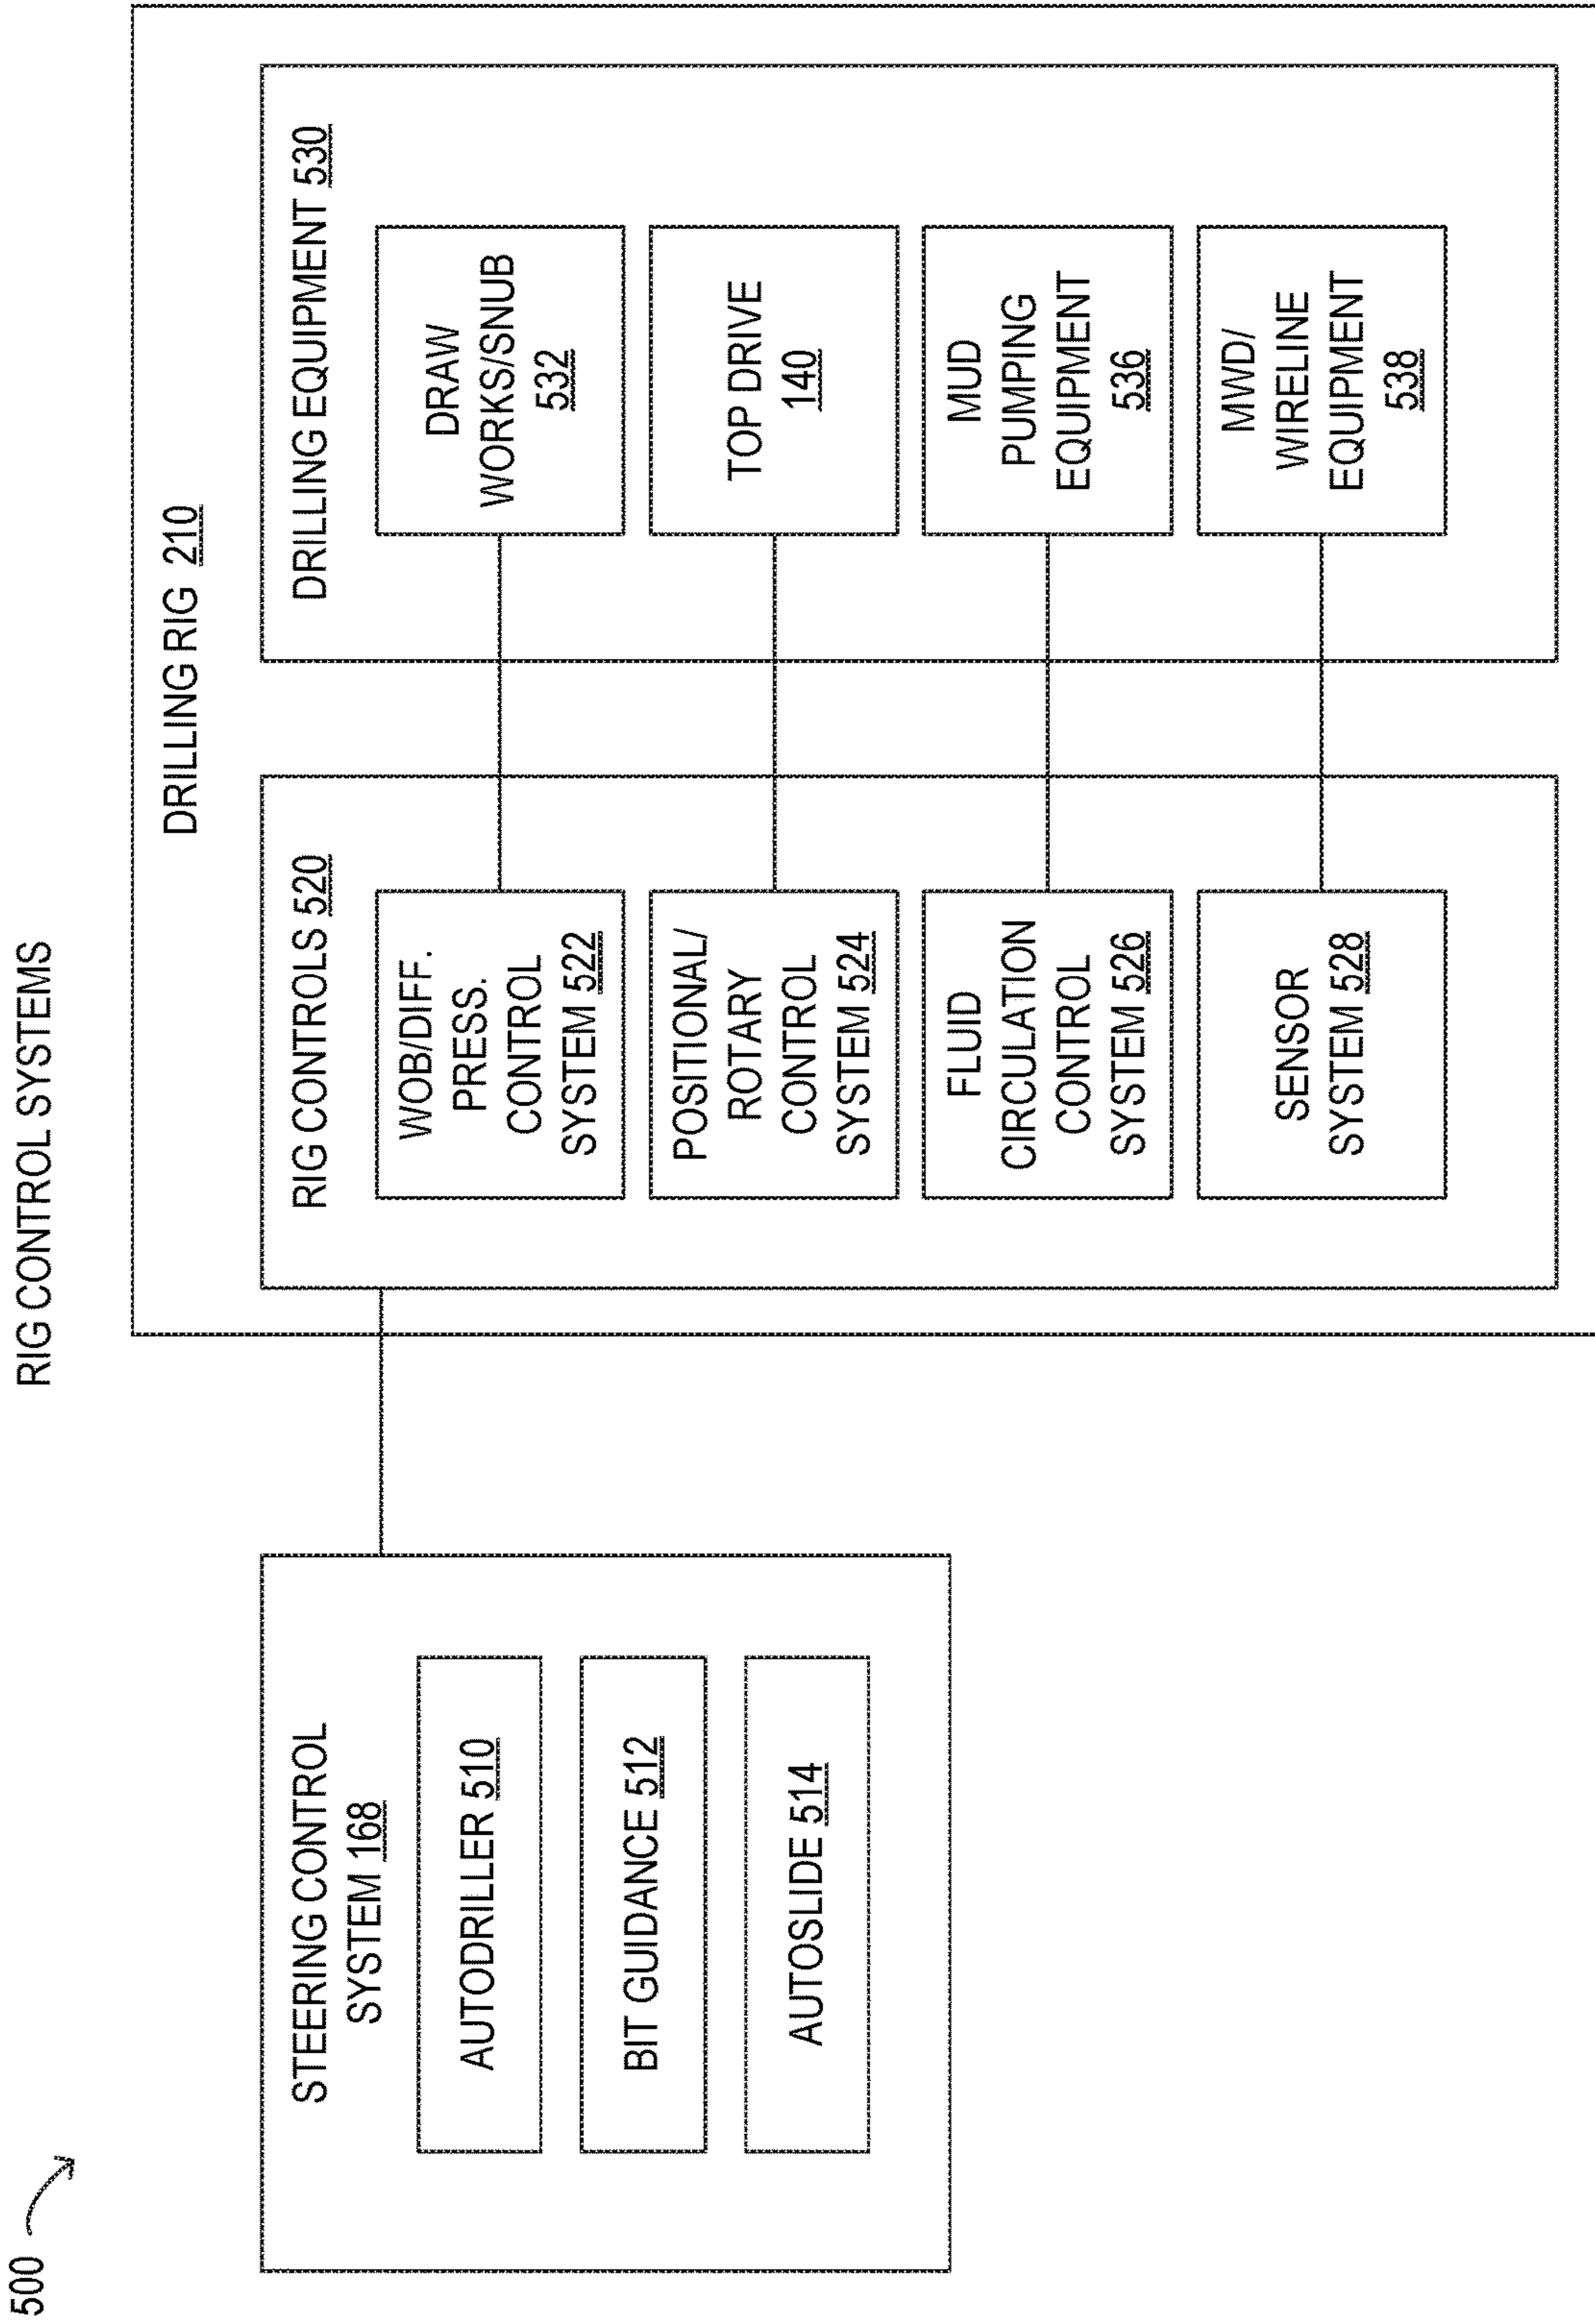 500
RIG CONTROL SYSTEMS
STEERING CONTROL
SYSTEM 168
AUTODRILLER 510
BIT GUIDANCE 512
AUTOSLIDE 514
DRILLING RIG 210
RIG CONTROLS 520
WOB/DIFF.
PRESS.
CONTROL
SYSTEM 522
POSITIONAL/
ROTARY
CONTROL
SYSTEM 524
FLUID
CIRCULATION
CONTROL
SYSTEM 526
SENSOR
SYSTEM 528
DRILLING EQUIPMENT 530
DRAW
WORKS/SNUB
532
TOP DRIVE
140
MUD
PUMPING
EQUIPMENT
536
MWD/
WIRELINE
EQUIPMENT
538